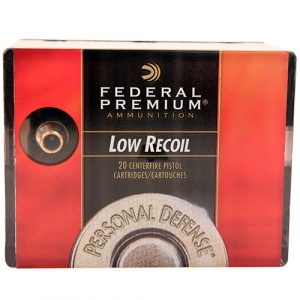 FEDERAL
PREMIUM®
AMMUNITION
LOW RECOIL
20 CENTERFIRE PISTOL
CARTRIDGES/CARTOUCHES
PERSONAL DEFENSE®